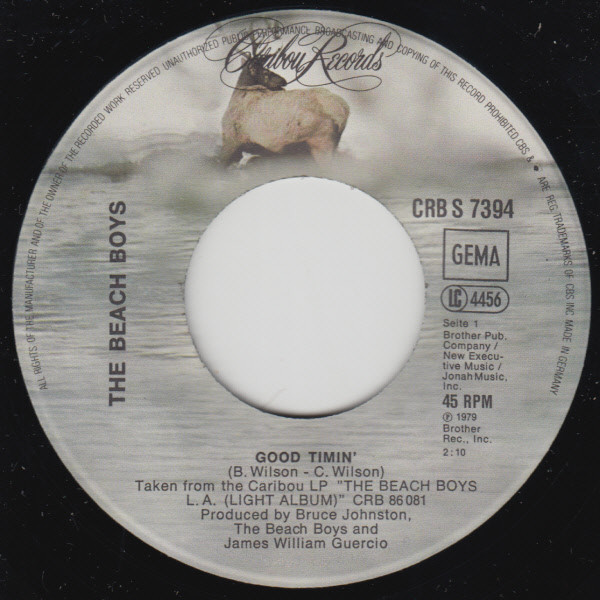 ALL RIGHTS OF THE MANUFACTURER AND OF THE OWNER OF THE RECORDED WORK RESERVED UNAUTHORIZED PUBLIC PERFORMANCE BROADCASTING AND COPYING OF THIS RECORD PROHIBITED. CBS & ARE REG. TRADEMARKS OF CBS INC. MADE IN GERMANY
Caribou Records
THE BEACH BOYS
CRB S 7394
GEMA
LC 4456
Seite 1
Brother Pub.
Company /
New Execu-
tive Music /
JonahMusic,
Inc.
45 RPM
℗ 1979
Brother
Rec., Inc.
2:10
GOOD TIMIN'
(B. Wilson - C. Wilson)
Taken from the Caribou LP "THE BEACH BOYS
L. A. (LIGHT ALBUM)" CRB 86 081
Produced by Bruce Johnston,
The Beach Boys and
James William Guercio